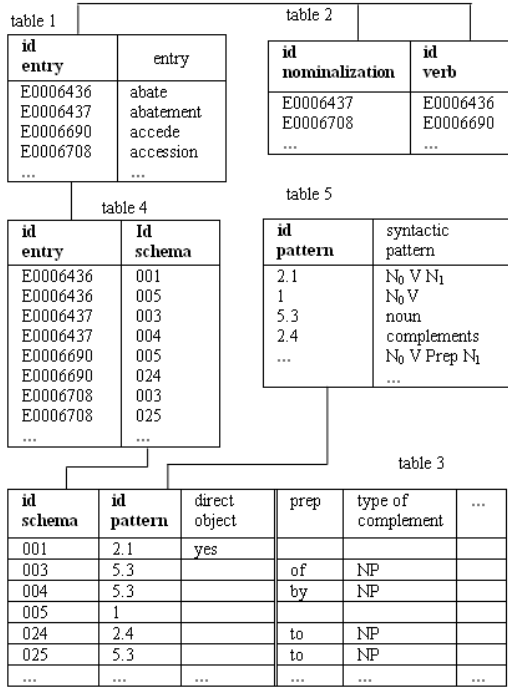 table 1
id entry entry
E0006436 abate
E0006437 abatement
E0006690 accede
E0006708 accession
... ...
table 2
id nominalization id verb
E0006437 E0006436
E0006708 E0006690
... ...
table 4
id entry Id schema
E0006436 001
E0006436 005
E0006437 003
E0006437 004
E0006690 005
E0006690 024
E0006708 003
E0006708 025
... ...
table 5
id pattern syntactic pattern
2.1 N₀ V N₁
1 N₀ V
5.3 noun
2.4 complements
... N₀ V Prep N₁
...
table 3
id schema id pattern direct object prep type of complement ...
001 2.1 yes
003 5.3 of NP
004 5.3 by NP
005 1
024 2.4 to NP
025 5.3 to NP
... ... ... ... ... ...